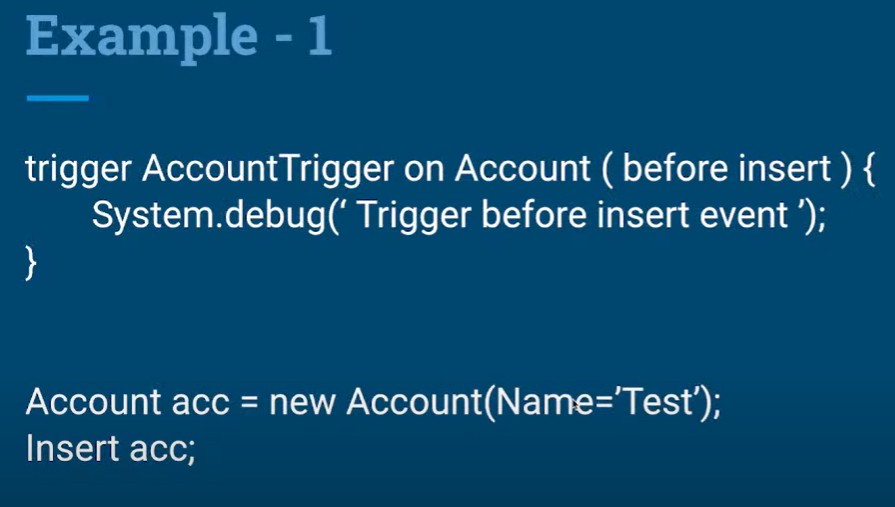 Example - 1
trigger AccountTrigger on Account ( before insert ) {
System.debug(‘ Trigger before insert event ’);
}
Account acc = new Account(Name=’Test’);
Insert acc;